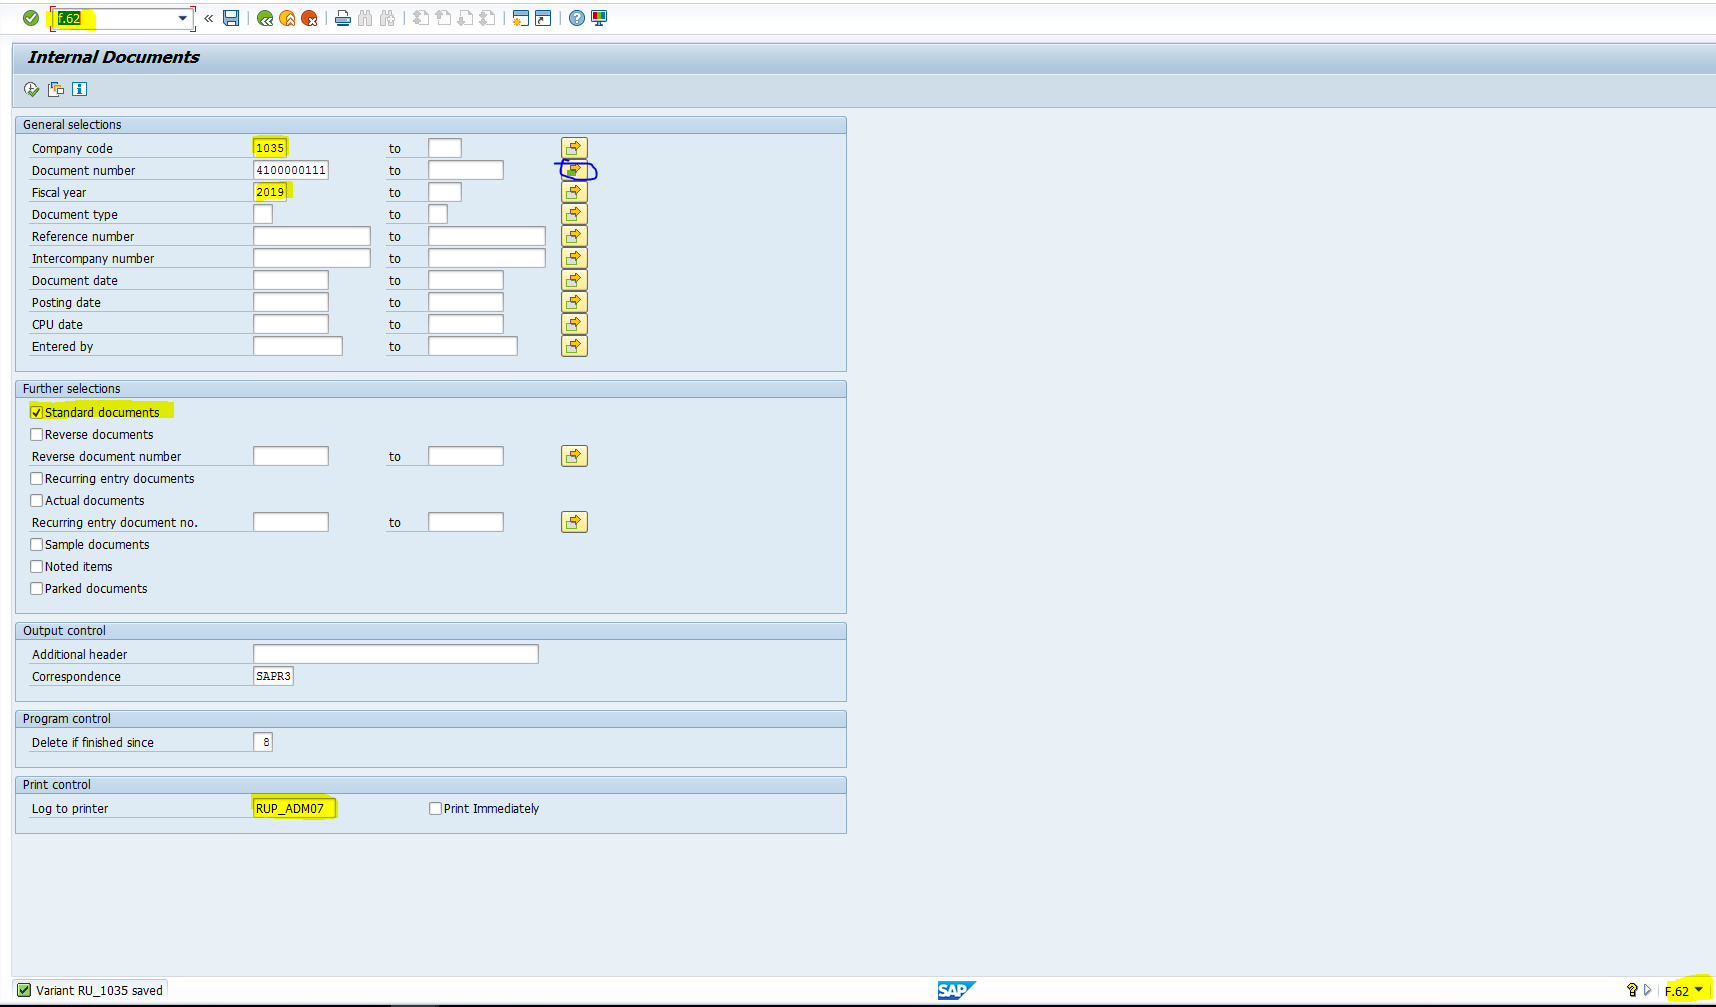 f.62
Internal Documents
General selections
Company code 1035 to
Document number 4100000111 to
Fiscal year 2019 to
Document type to
Reference number to
Intercompany number to
Document date to
Posting date to
CPU date to
Entered by to
Further selections
Standard documents
Reverse documents
Reverse document number to
Recurring entry documents
Actual documents
Recurring entry document no. to
Sample documents
Noted items
Parked documents
Output control
Additional header
Correspondence SAPR3
Program control
Delete if finished since 8
Print control
Log to printer RUP_ADM07 Print Immediately
Variant RU_1035 saved SAP F.62